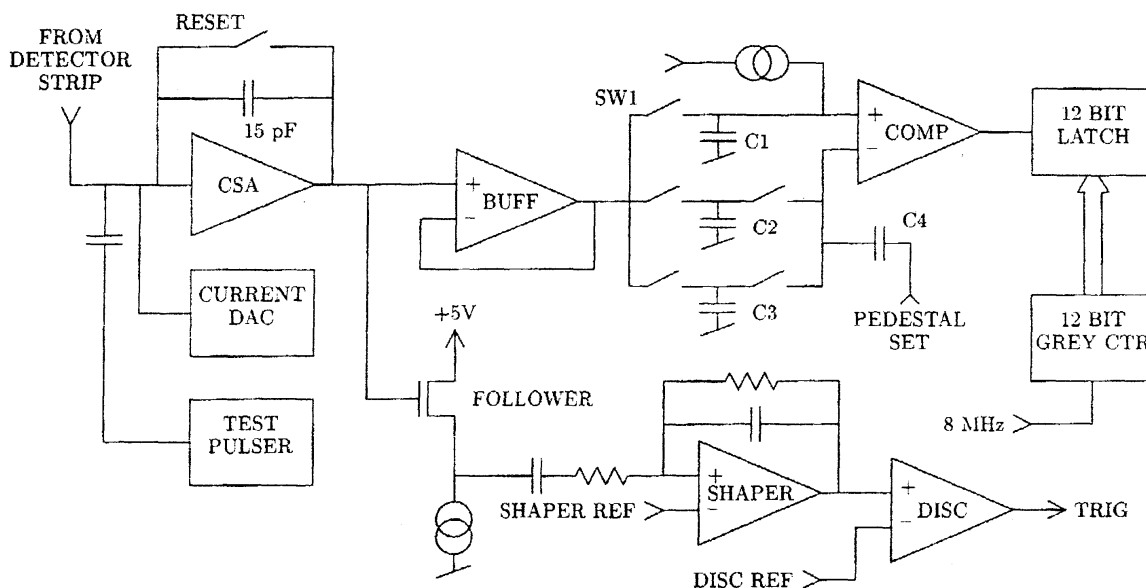 FROM
DETECTOR
STRIP
RESET
15 pF
CSA
CURRENT
DAC
TEST
PULSER
BUFF
SW1
C1
C2
C3
C4
+
COMP
−
+
−
12 BIT
LATCH
PEDESTAL
SET
12 BIT
GREY CTR
8 MHz
+5V
FOLLOWER
SHAPER REF
+
SHAPER
−
+
DISC
−
DISC REF
TRIG